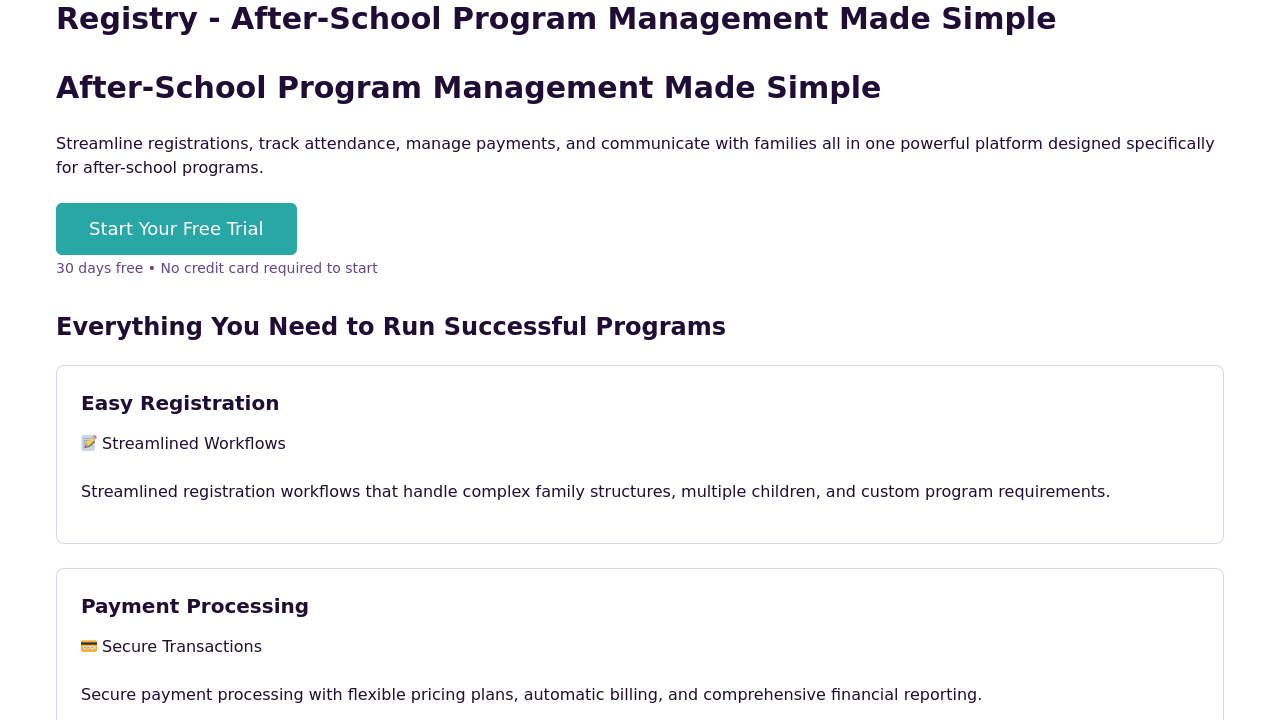 Registry - After-School Program Management Made Simple
After-School Program Management Made Simple
Streamline registrations, track attendance, manage payments, and communicate with families all in one powerful platform designed specifically
for after-school programs.
Start Your Free Trial
30 days free • No credit card required to start
Everything You Need to Run Successful Programs
Easy Registration
📝 Streamlined Workflows
Streamlined registration workflows that handle complex family structures, multiple children, and custom program requirements.
Payment Processing
💳 Secure Transactions
Secure payment processing with flexible pricing plans, automatic billing, and comprehensive financial reporting.